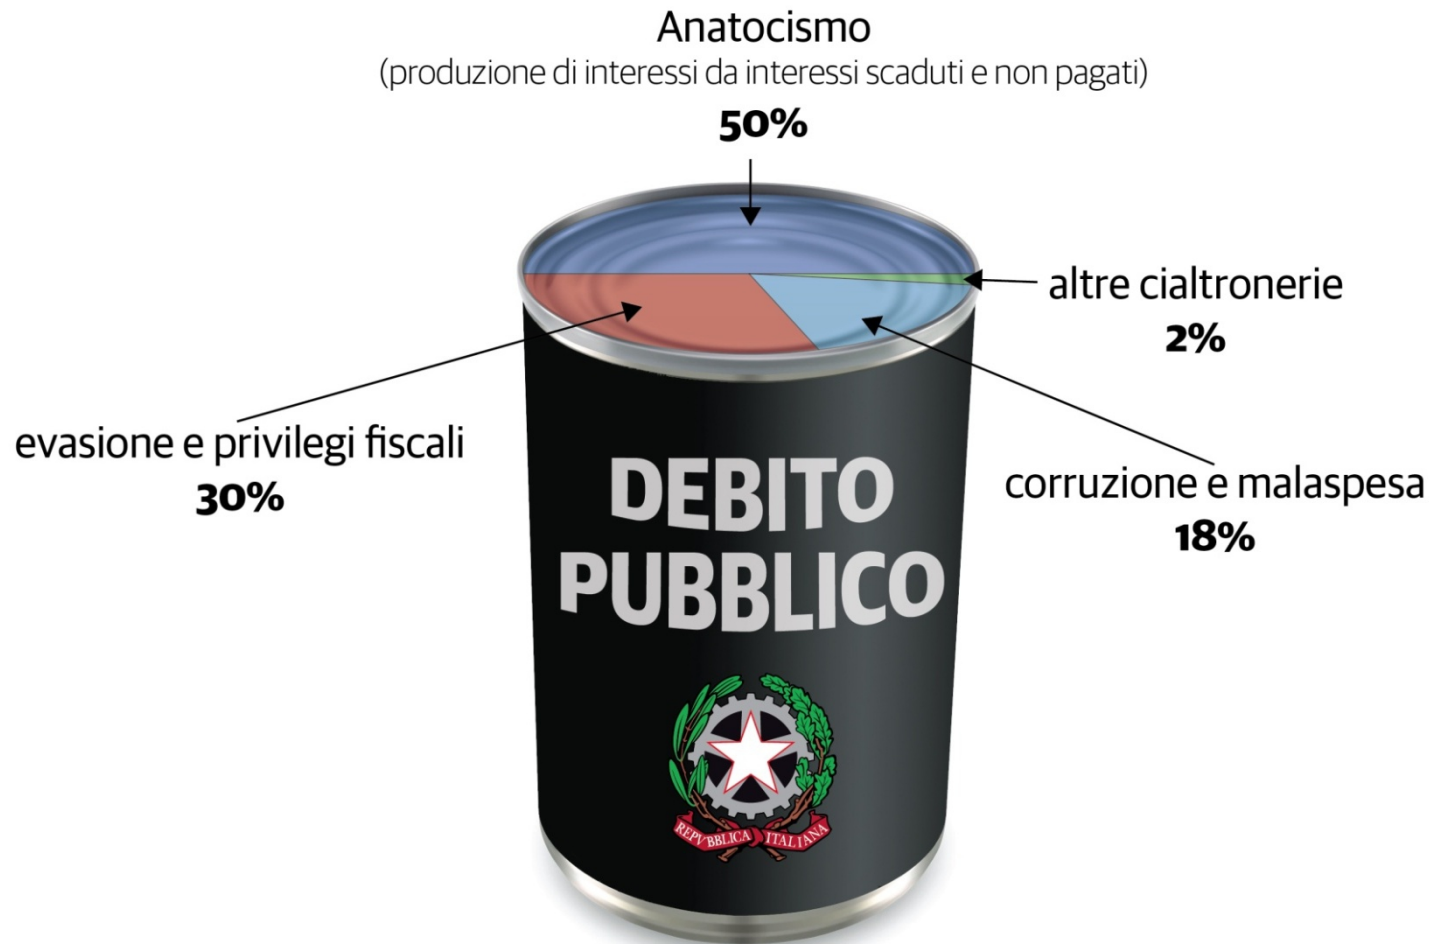 Anatocismo
(produzione di interessi da interessi scaduti e non pagati)
50%
altre cialtronerie
2%
evasione e privilegi fiscali
30%
corruzione e malaspesa
18%
DEBITO
PUBBLICO
REPVBBLICA ITALIANA